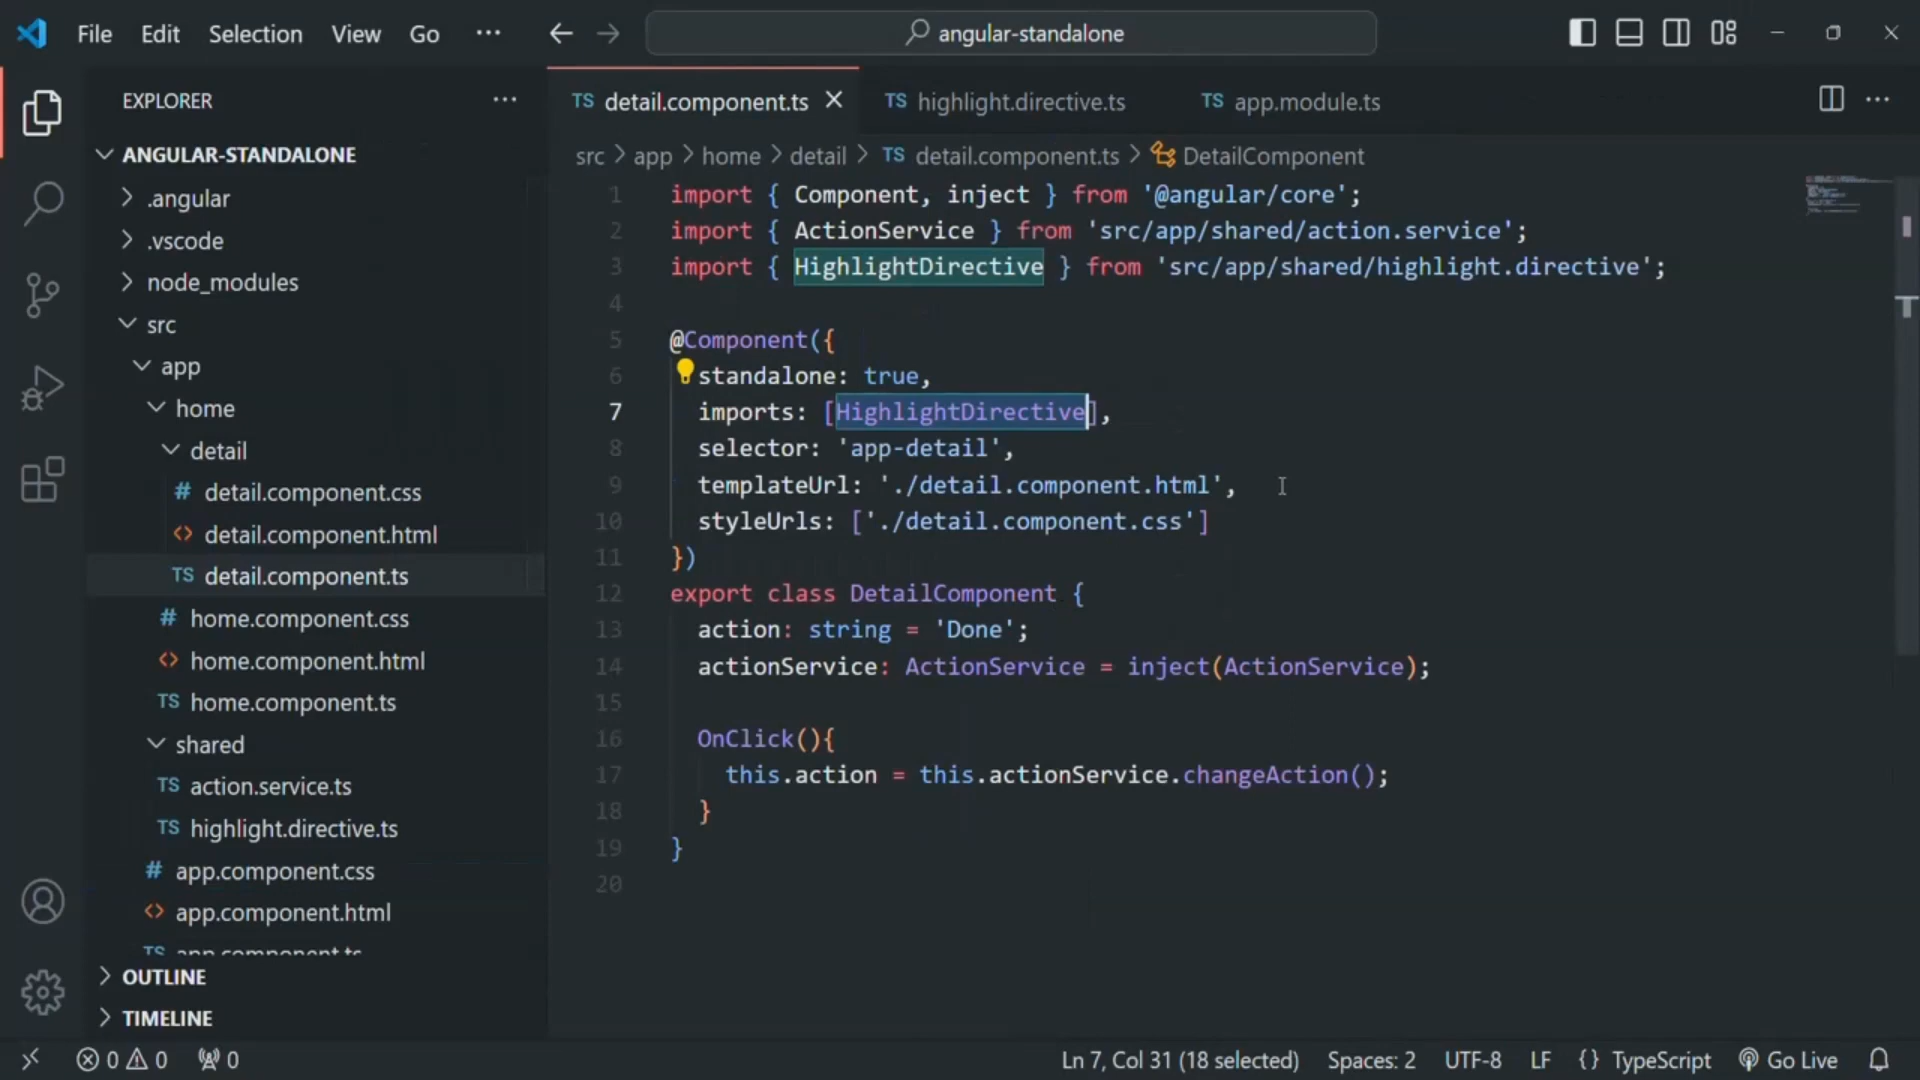 File Edit Selection View Go ··· angular-standalone
EXPLORER ···
ANGULAR-STANDALONE
.angular
.vscode
node_modules
src
app
home
detail
# detail.component.css
<> detail.component.html
TS detail.component.ts
# home.component.css
<> home.component.html
TS home.component.ts
shared
TS action.service.ts
TS highlight.directive.ts
# app.component.css
<> app.component.html
TS app.component.ts
OUTLINE
TIMELINE
TS detail.component.ts TS highlight.directive.ts TS app.module.ts ···
src > app > home > detail > TS detail.component.ts > DetailComponent
1 import { Component, inject } from '@angular/core';
2 import { ActionService } from 'src/app/shared/action.service';
3 import { HighlightDirective } from 'src/app/shared/highlight.directive';
4
5 @Component({
6 standalone: true,
7 imports: [HighlightDirective],
8 selector: 'app-detail',
9 templateUrl: './detail.component.html',
10 styleUrls: ['./detail.component.css']
11 })
12 export class DetailComponent {
13 action: string = 'Done';
14 actionService: ActionService = inject(ActionService);
15
16 OnClick(){
17 this.action = this.actionService.changeAction();
18 }
19 }
20
0 0 0 Ln 7, Col 31 (18 selected) Spaces: 2 UTF-8 LF {} TypeScript Go Live